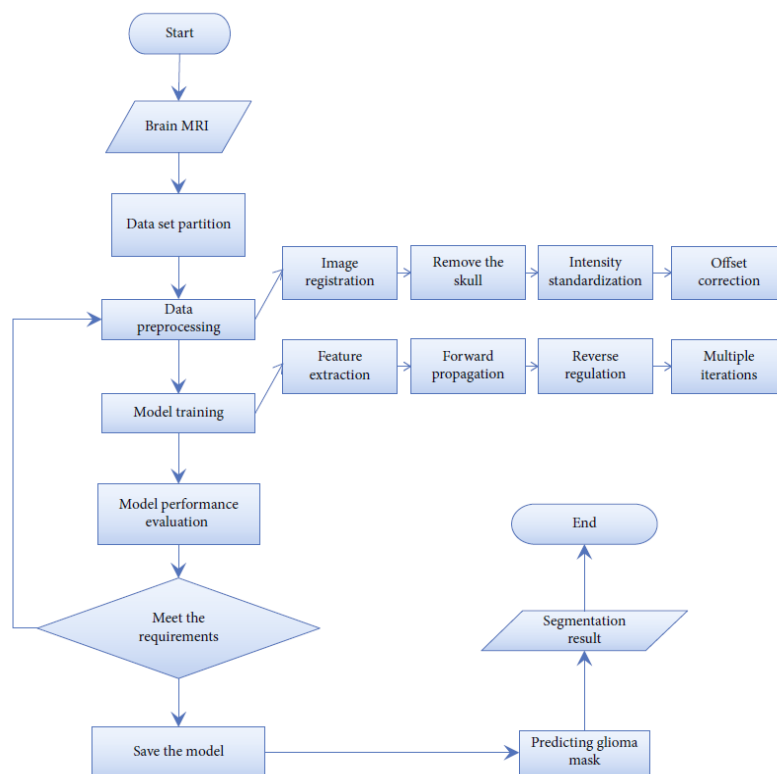 Start
Brain MRI
Data set partition
Data
preprocessing
Image
registration
Remove the
skull
Intensity
standardization
Offset
correction
Model training
Feature
extraction
Forward
propagation
Reverse
regulation
Multiple
iterations
Model performance
evaluation
Meet the
requirements
Save the model
Predicting glioma
mask
Segmentation
result
End